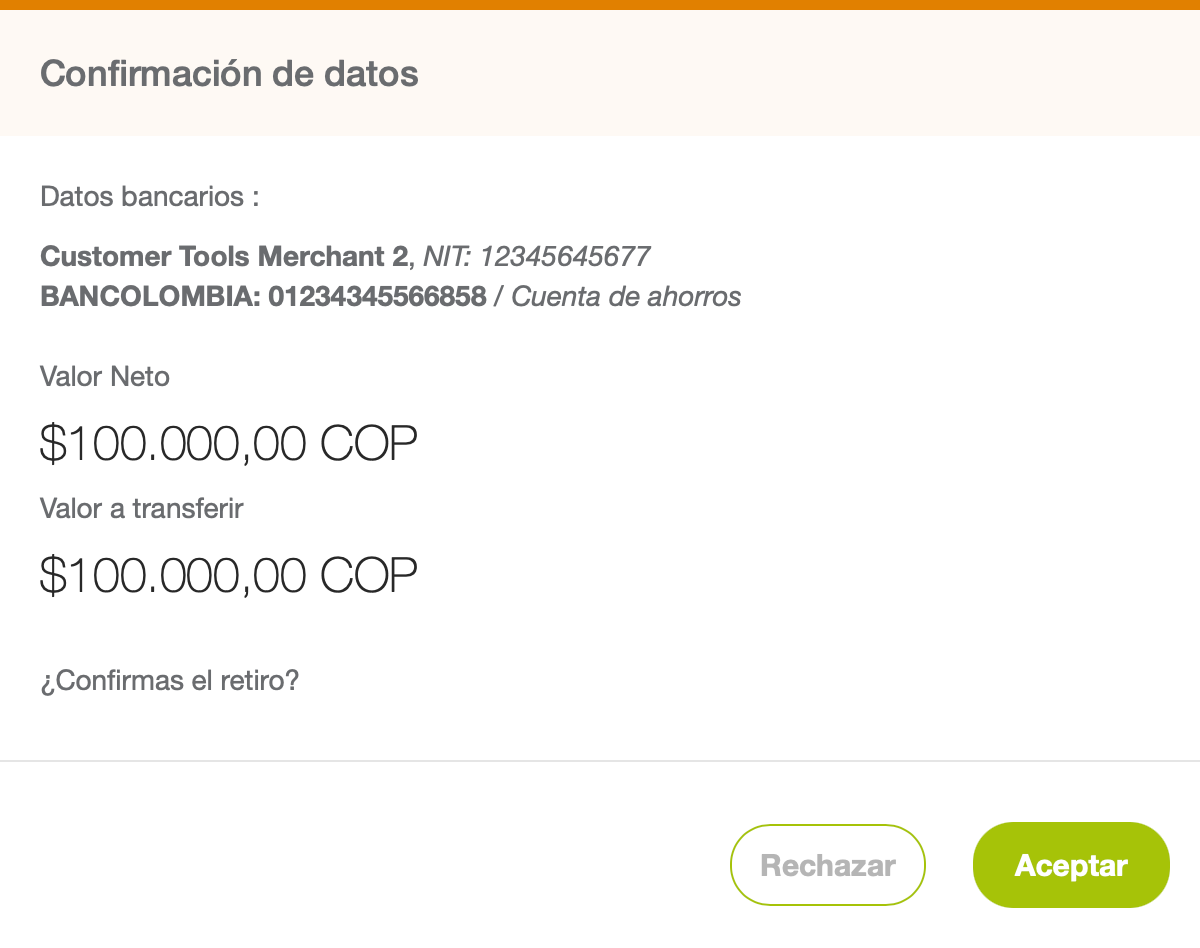 Confirmación de datos
Datos bancarios :
Customer Tools Merchant 2, NIT: 12345645677
BANCOLOMBIA: 01234345566858 / Cuenta de ahorros
Valor Neto
$100.000,00 COP
Valor a transferir
$100.000,00 COP
¿Confirmas el retiro?
Rechazar
Aceptar